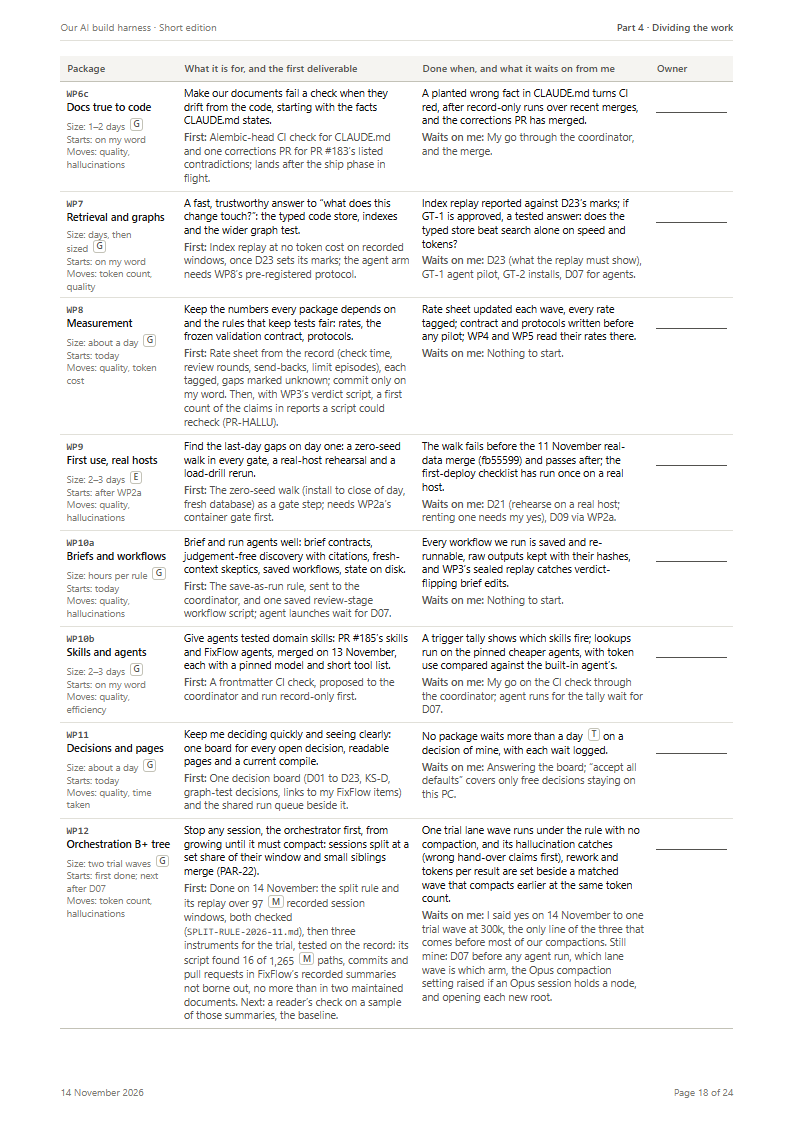 Our AI build harness · Short edition
Part 4 · Dividing the work
Package
What it is for, and the first deliverable
Done when, and what it waits on from me
Owner
WP6c
Docs true to code
Size: 1–2 days G
Starts: on my word
Moves: quality,
hallucinations
Make our documents fail a check when they
drift from the code, starting with the facts
CLAUDE.md states.
First: Alembic-head CI check for CLAUDE.md
and one corrections PR for PR #183's listed
contradictions; lands after the ship phase in
flight.
A planted wrong fact in CLAUDE.md turns CI
red, after record-only runs over recent merges,
and the corrections PR has merged.
Waits on me: My go through the coordinator,
and the merge.
WP7
Retrieval and graphs
Size: days, then
sized G
Starts: on my word
Moves: token count,
quality
A fast, trustworthy answer to “what does this
change touch?”: the typed code store, indexes
and the wider graph test.
First: Index replay at no token cost on recorded
windows, once D23 sets its marks; the agent arm
needs WP8's pre-registered protocol.
Index replay reported against D23's marks; if
GT-1 is approved, a tested answer: does the
typed store beat search alone on speed and
tokens?
Waits on me: D23 (what the replay must show),
GT-1 agent pilot, GT-2 installs, D07 for agents.
WP8
Measurement
Size: about a day G
Starts: today
Moves: quality, token
cost
Keep the numbers every package depends on
and the rules that keep tests fair: rates, the
frozen validation contract, protocols.
First: Rate sheet from the record (check time,
review rounds, send-backs, limit episodes), each
tagged, gaps marked unknown; commit only on
my word. Then, with WP3's verdict script, a first
count of the claims in reports a script could
recheck (PR-HALLU).
Rate sheet updated each wave, every rate
tagged; contract and protocols written before
any pilot; WP4 and WP5 read their rates there.
Waits on me: Nothing to start.
WP9
First use, real hosts
Size: 2–3 days E
Starts: after WP2a
Moves: quality,
hallucinations
Find the last-day gaps on day one: a zero-seed
walk in every gate, a real-host rehearsal and a
load-drill rerun.
First: The zero-seed walk (install to close of day,
fresh database) as a gate step; needs WP2a's
container gate first.
The walk fails before the 11 November real-
data merge (fb55599) and passes after; the
first-deploy checklist has run once on a real
host.
Waits on me: D21 (rehearse on a real host;
renting one needs my yes), D09 via WP2a.
WP10a
Briefs and workflows
Size: hours per rule G
Starts: today
Moves: quality,
hallucinations
Brief and run agents well: brief contracts,
judgement-free discovery with citations, fresh-
context skeptics, saved workflows, state on disk.
First: The save-as-run rule, sent to the
coordinator, and one saved review-stage
workflow script; agent launches wait for D07.
Every workflow we run is saved and re-
runnable, raw outputs kept with their hashes,
and WP3's sealed replay catches verdict-
flipping brief edits.
Waits on me: Nothing to start.
WP10b
Skills and agents
Size: 2–3 days G
Starts: on my word
Moves: quality,
efficiency
Give agents tested domain skills: PR #185's skills
and FixFlow agents, merged on 13 November,
each with a pinned model and short tool list.
First: A frontmatter CI check, proposed to the
coordinator and run record-only first.
A trigger tally shows which skills fire; lookups
run on the pinned cheaper agents, with token
use compared against the built-in agent's.
Waits on me: My go on the CI check through
the coordinator; agent runs for the tally wait for
D07.
WP11
Decisions and pages
Size: about a day G
Starts: today
Moves: quality, time
taken
Keep me deciding quickly and seeing clearly:
one board for every open decision, readable
pages and a current compile.
First: One decision board (D01 to D23, KS-D,
graph-test decisions, links to my FixFlow items)
and the shared run queue beside it.
No package waits more than a day T on a
decision of mine, with each wait logged.
Waits on me: Answering the board; “accept all
defaults” covers only free decisions staying on
this PC.
WP12
Orchestration B+ tree
Size: two trial waves G
Starts: first done; next
after D07
Moves: token count,
hallucinations
Stop any session, the orchestrator first, from
growing until it must compact: sessions split at a
set share of their window and small siblings
merge (PAR-22).
First: Done on 14 November: the split rule and
its replay over 97 M recorded session
windows, both checked
(SPLIT-RULE-2026-11.md), then three
instruments for the trial, tested on the record: its
script found 16 of 1,265 M paths, commits and
pull requests in FixFlow's recorded summaries
not borne out, no more than in two maintained
documents. Next: a reader's check on a sample
of those summaries, the baseline.
One trial lane wave runs under the rule with no
compaction, and its hallucination catches
(wrong hand-over claims first), rework and
tokens per result are set beside a matched
wave that compacts earlier at the same token
count.
Waits on me: I said yes on 14 November to one
trial wave at 300k, the only line of the three that
comes before most of our compactions. Still
mine: D07 before any agent run, which lane
wave is which arm, the Opus compaction
setting raised if an Opus session holds a node,
and opening each new root.
14 November 2026
Page 18 of 24